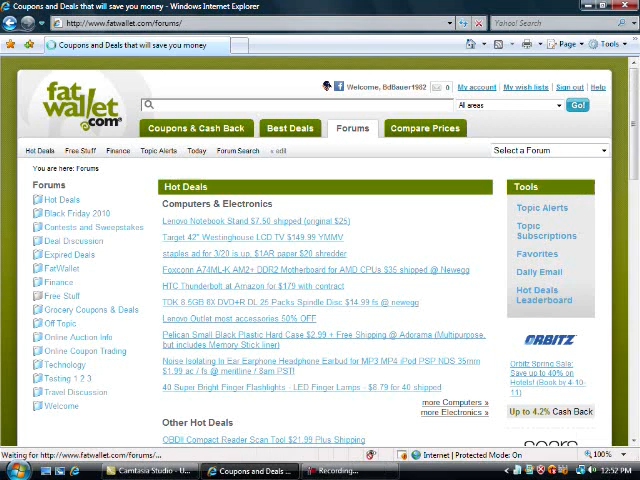 Coupons and Deals that will save you money - Windows Internet Explorer
http://www.fatwallet.com/forums/
Yahoo! Search
Coupons and Deals that will save you money
Page
Tools
fat
wallet
.com
Welcome, BdBauer1982
0
My account
My wish lists
Sign out
Help
All areas
Go!
Coupons & Cash Back
Best Deals
Forums
Compare Prices
Hot Deals
Free Stuff
Finance
Topic Alerts
Today
Forum Search
« edit
Select a Forum
You are here: Forums
Forums
Hot Deals
Black Friday 2010
Contests and Sweepstakes
Deal Discussion
Expired Deals
FatWallet
Finance
Free Stuff
Grocery Coupons & Deals
Off Topic
Online Auction Info
Online Coupon Trading
Technology
Testing 1 2 3
Travel Discussion
Welcome
Hot Deals
Computers & Electronics
Lenovo Notebook Stand $7.50 shipped (original $25)
Target 42" Westinghouse LCD TV $149.99 YMMV
staples ad for 3/20 is up, $1AR paper $20 shredder
Foxconn A74ML-K AM2+ DDR2 Motherboard for AMD CPUs $35 shipped @ Newegg
HTC Thunderbolt at Amazon for $179 with contract
TDK 8.5GB 8X DVD+R DL 25 Packs Spindle Disc $14.99 fs @ newegg
Lenovo Outlet most accessories 50% OFF
Pelican Small Black Plastic Hard Case $2.99 + Free Shipping @ Adorama (Multipurpose,
but includes Memory Stick liner)
Noise Isolating In Ear Earphone Headphone Earbud for MP3 MP4 iPod PSP NDS 35mm
$1.99 ac / fs @ meritline / 8am PST!
40 Super Bright Finger Flashlights - LED Finger Lamps - $8.79 for 40 shipped
more Computers »
more Electronics »
Other Hot Deals
OBDII Compact Reader Scan Tool $21.99 Plus Shipping
Tools
Topic Alerts
Topic
Subscriptions
Favorites
Daily Email
Hot Deals
Leaderboard
ORBITZ
Orbitz Spring Sale:
Save up to 40% on
Hotels! (Book by 4-10-
11)
Up to 4.2% Cash Back
sears
Waiting for http://www.fatwallet.com/forums/...
Internet | Protected Mode: On
100%
Camtasia Studio - U...
Coupons and Deals ...
Recording...
12:52 PM